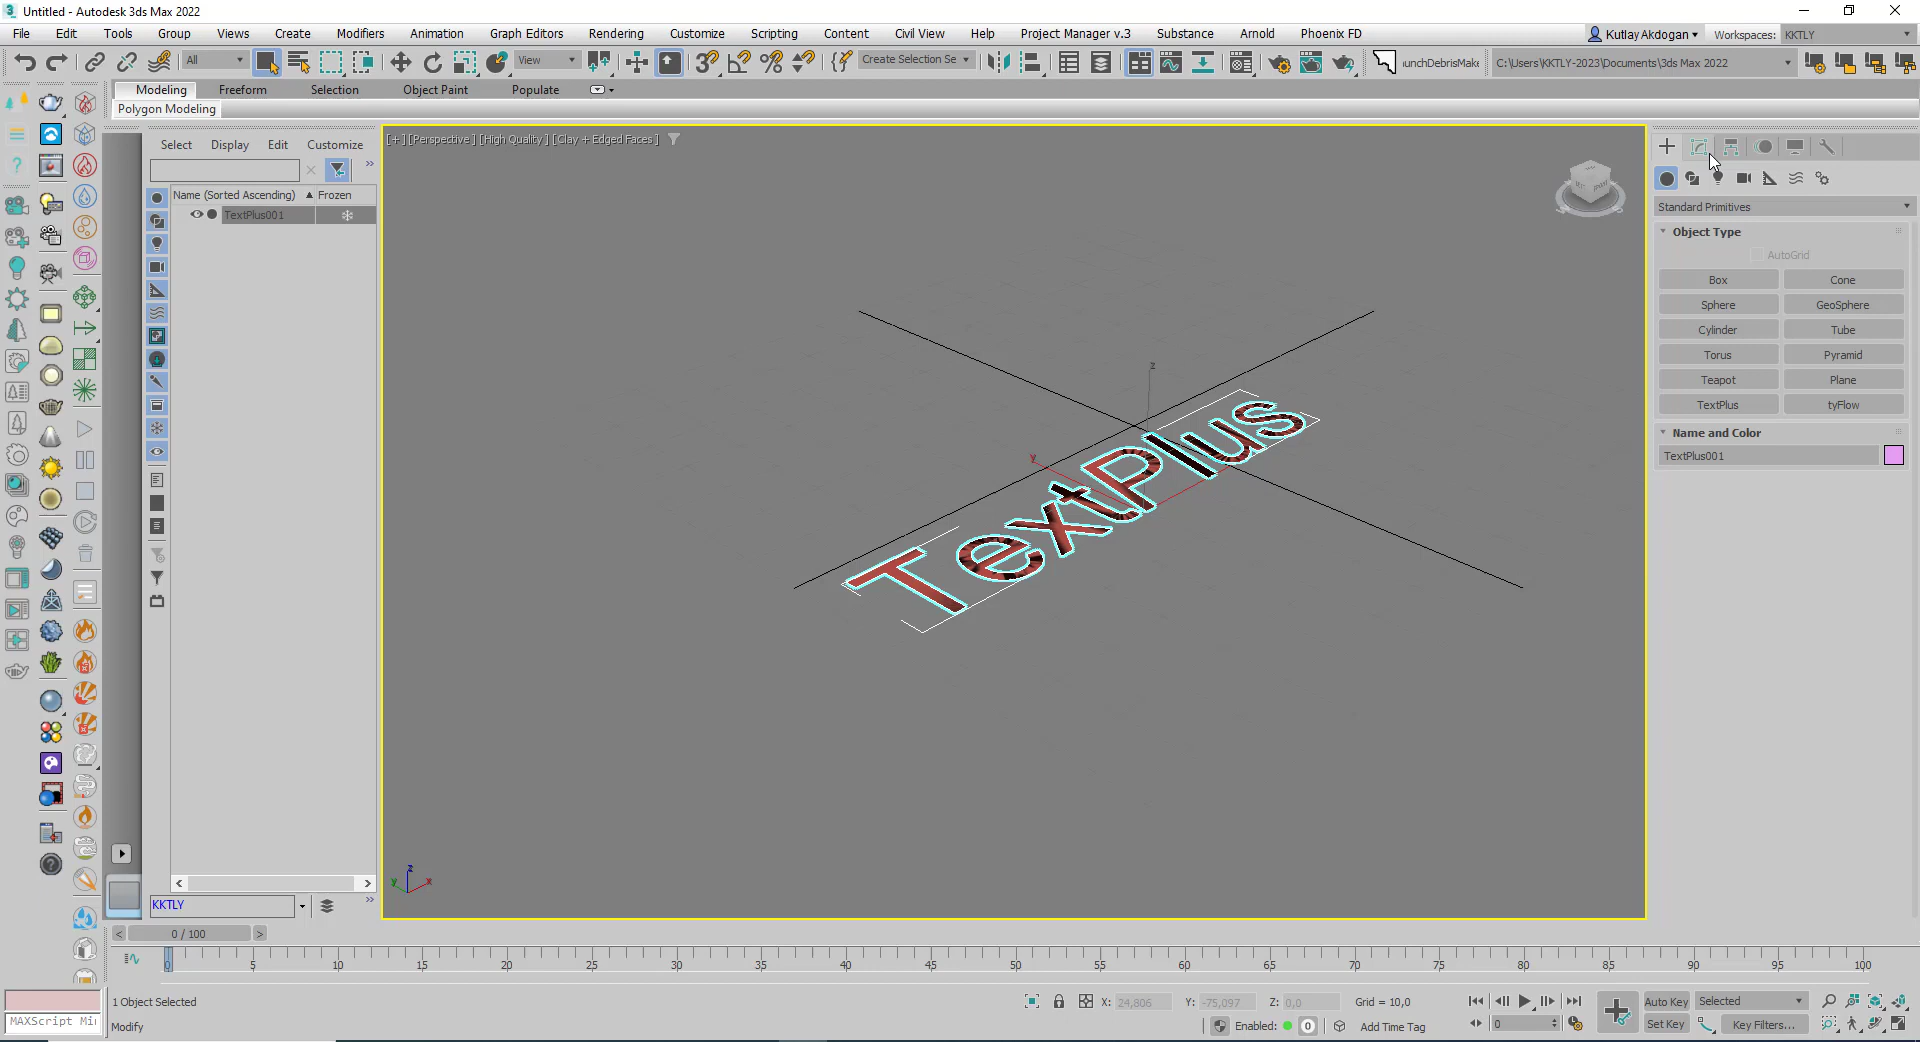 Untitled - Autodesk 3ds Max 2022
File Edit Tools Group Views Create Modifiers Animation Graph Editors Rendering Customize Scripting Content Civil View Help Project Manager v.3 Substance Arnold Phoenix FD Kutlay Akdogan Workspaces: KKTLY
All View Create Selection Se unchDebrisMake C:\Users\KKTLY-2023\Documents\3ds Max 2022
Modeling Freeform Selection Object Paint Populate
Polygon Modeling
Select Display Edit Customize
[+] [Perspective] [High Quality] [Clay + Edged Faces]
Name (Sorted Ascending) Frozen
TextPlus001
Standard Primitives
Object Type
AutoGrid
Box Cone
Sphere GeoSphere
Cylinder Tube
Torus Pyramid
Teapot Plane
TextPlus tyFlow
Name and Color
TextPlus001
z
y
TextPlus
z
y x
KKTLY
< 0 / 100 >
0 5 10 15 20 25 30 35 40 45 50 55 60 65 70 75 80 85 90 95 100
1 Object Selected X: 24,806 Y: -75,097 Z: 0,0 Grid = 10,0 Auto Key Selected
MAXScript Mi
Modify Enabled: 0 Add Time Tag 0 Set Key Key Filters...